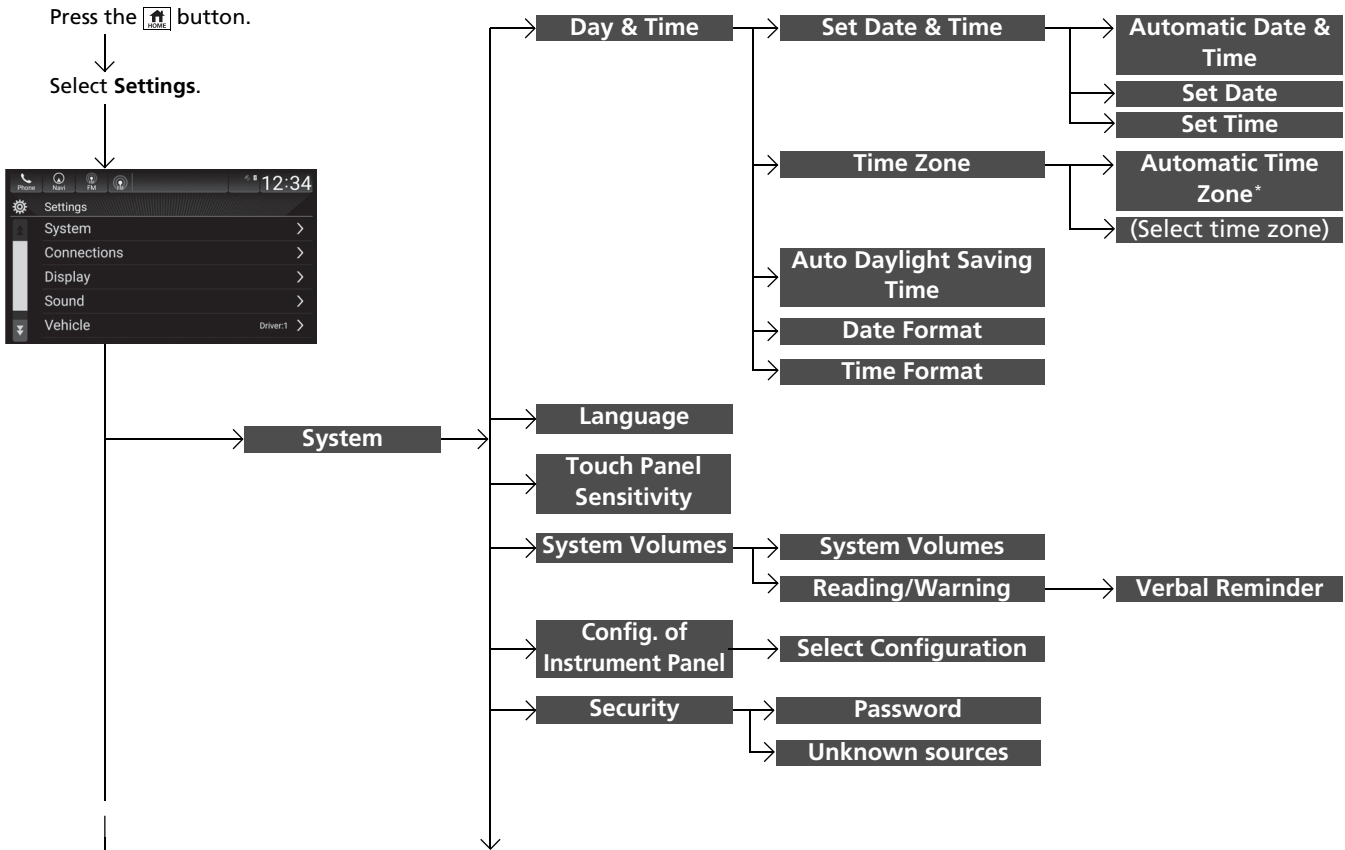 Press the HOME button.
Select Settings.
Phone
Navi
FM
12:34
Settings
System
Connections
Display
Sound
Vehicle
Driver:1
System
Day & Time
Set Date & Time
Automatic Date &
Time
Set Date
Set Time
Time Zone
Automatic Time
Zone*
(Select time zone)
Auto Daylight Saving
Time
Date Format
Time Format
Language
Touch Panel
Sensitivity
System Volumes
System Volumes
Reading/Warning
Verbal Reminder
Config. of
Instrument Panel
Select Configuration
Security
Password
Unknown sources